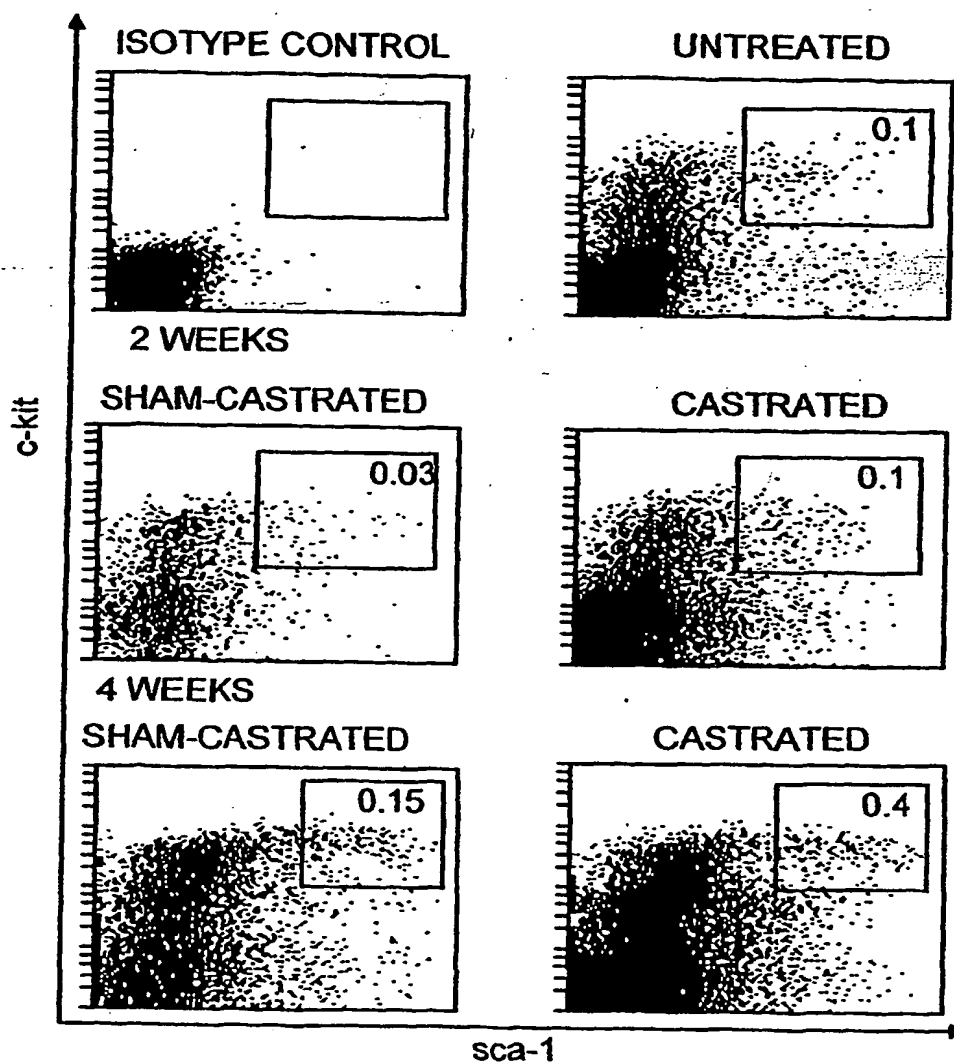 ISOTYPE CONTROL
UNTREATED
0.1
2 WEEKS
SHAM-CASTRATED
CASTRATED
0.03
0.1
4 WEEKS
SHAM-CASTRATED
CASTRATED
0.15
0.4
c-kit
sca-1